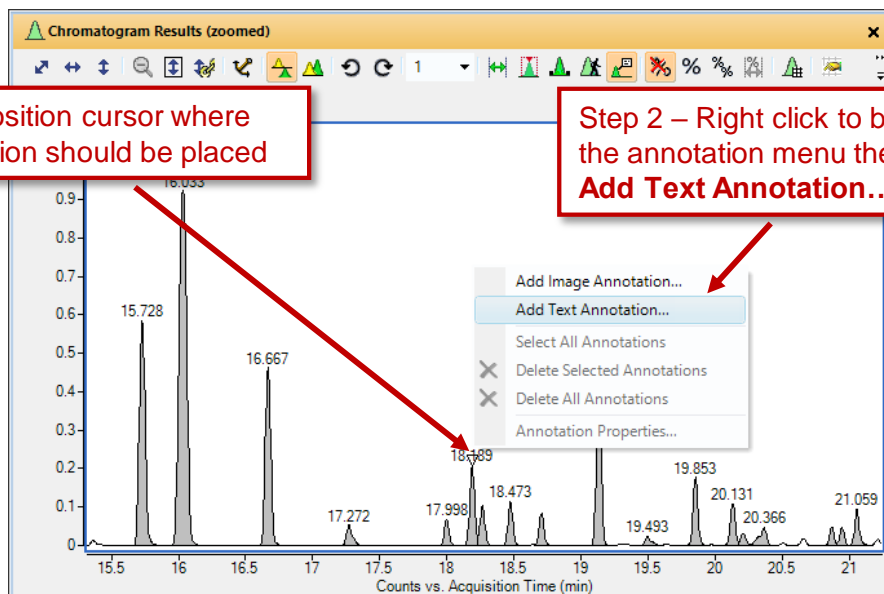 Chromatogram Results (zoomed)
1
% %
osition cursor where
ion should be placed
Step 2 – Right click to b
the annotation menu the
Add Text Annotation…
Add Image Annotation...
Add Text Annotation...
Select All Annotations
Delete Selected Annotations
Delete All Annotations
Annotation Properties...
0.9
0.8
0.7
0.6
0.5
0.4
0.3
0.2
0.1
0
16.033
15.728
16.667
17.272
17.998
18.189
18.473
19.493
19.853
20.131
20.366
21.059
15.5 16 16.5 17 17.5 18 18.5 19 19.5 20 20.5 21
Counts vs. Acquisition Time (min)